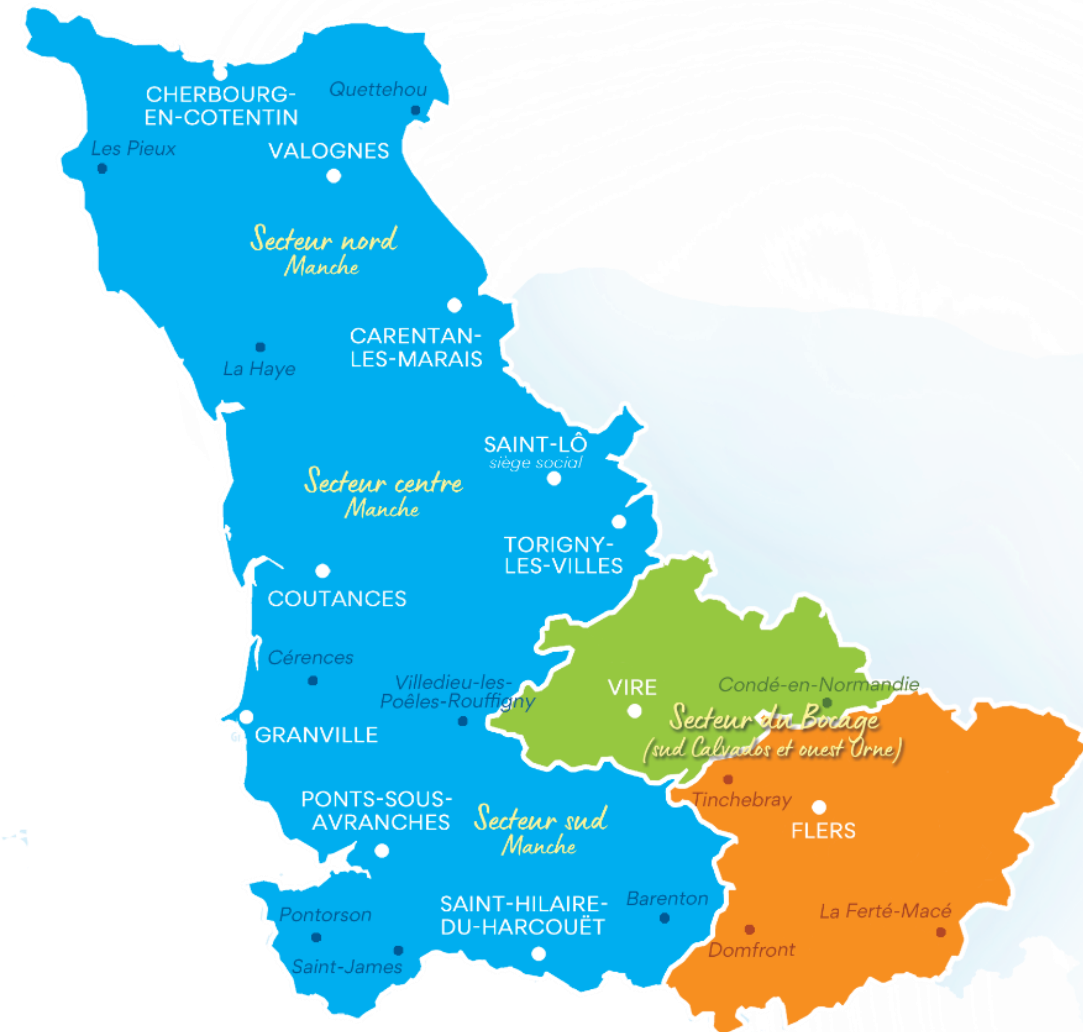 CHERBOURG-
EN-COTENTIN
Quettehou
Les Pieux
VALOGNES
Secteur nord
Manche
CARENTAN-
LES-MARAIS
La Haye
SAINT-LÔ
siège social
Secteur centre
Manche
TORIGNY-
LES-VILLES
COUTANCES
Cérences
Villedieu-les-
Poêles-Rouffigny
VIRE
Condé-en-Normandie
GRANVILLE
Secteur du Bocage
(sud Calvados et ouest Orne)
Tinchebray
FLERS
PONTS-SOUS-
AVRANCHES
Secteur sud
Manche
SAINT-HILAIRE-
DU-HARCOUËT
Barenton
Pontorson
Saint-James
La Ferté-Macé
Domfront